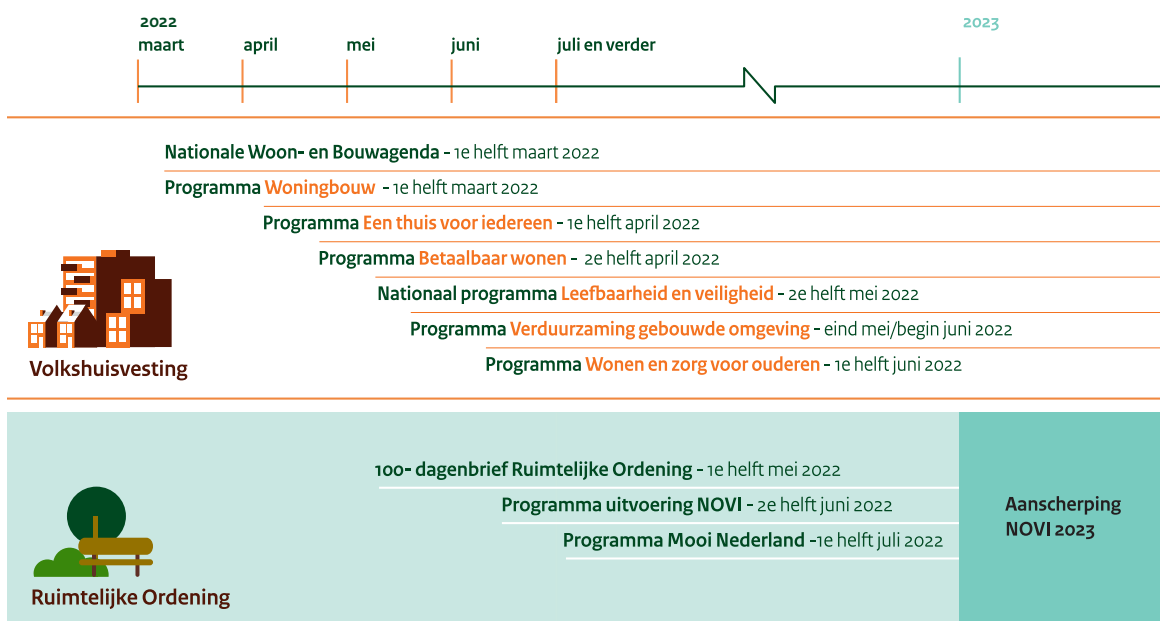 2022
2023
maart april mei juni juli en verder
Nationale Woon- en Bouwagenda - 1e helft maart 2022
Programma Woningbouw - 1e helft maart 2022
Programma Een thuis voor iedereen - 1e helft april 2022
Programma Betaalbaar wonen - 2e helft april 2022
Nationaal programma Leefbaarheid en veiligheid - 2e helft mei 2022
Programma Verduurzaming gebouwde omgeving - eind mei/begin juni 2022
Programma Wonen en zorg voor ouderen - 1e helft juni 2022
Volkshuisvesting
100- dagenbrief Ruimtelijke Ordening - 1e helft mei 2022
Programma uitvoering NOVI - 2e helft juni 2022
Programma Mooi Nederland -1e helft juli 2022
Aanscherping
NOVI 2023
Ruimtelijke Ordening